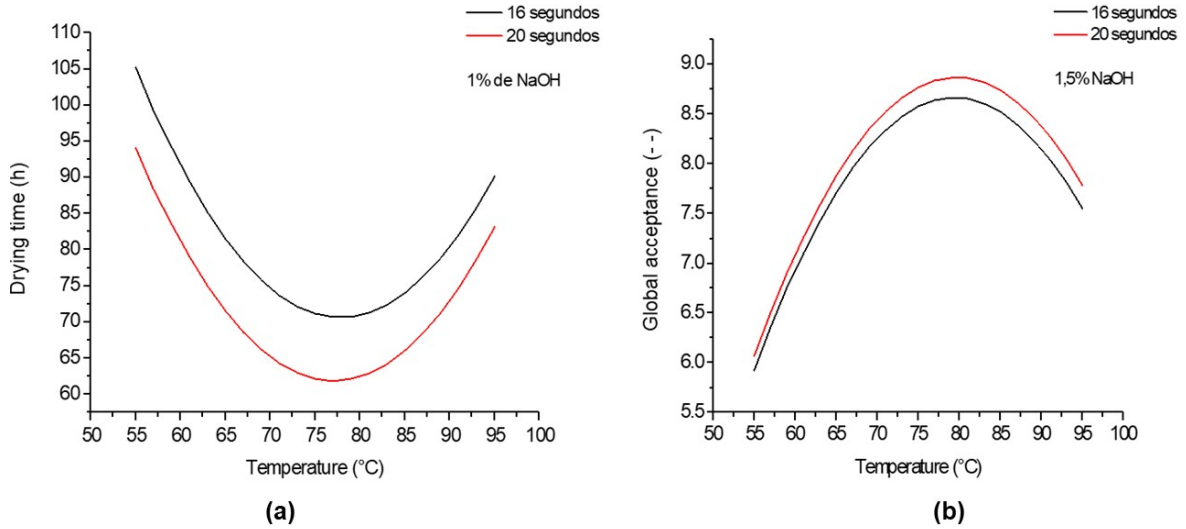 16 segundos
20 segundos
1% de NaOH
110
105
100
95
90
85
80
75
70
65
60
Drying time (h)
50 55 60 65 70 75 80 85 90 95 100
Temperature (°C)
(a)
16 segundos
20 segundos
1,5% NaOH
9.0
8.5
8.0
7.5
7.0
6.5
6.0
5.5
Global acceptance (- -)
50 55 60 65 70 75 80 85 90 95 100
Temperature (°C)
(b)